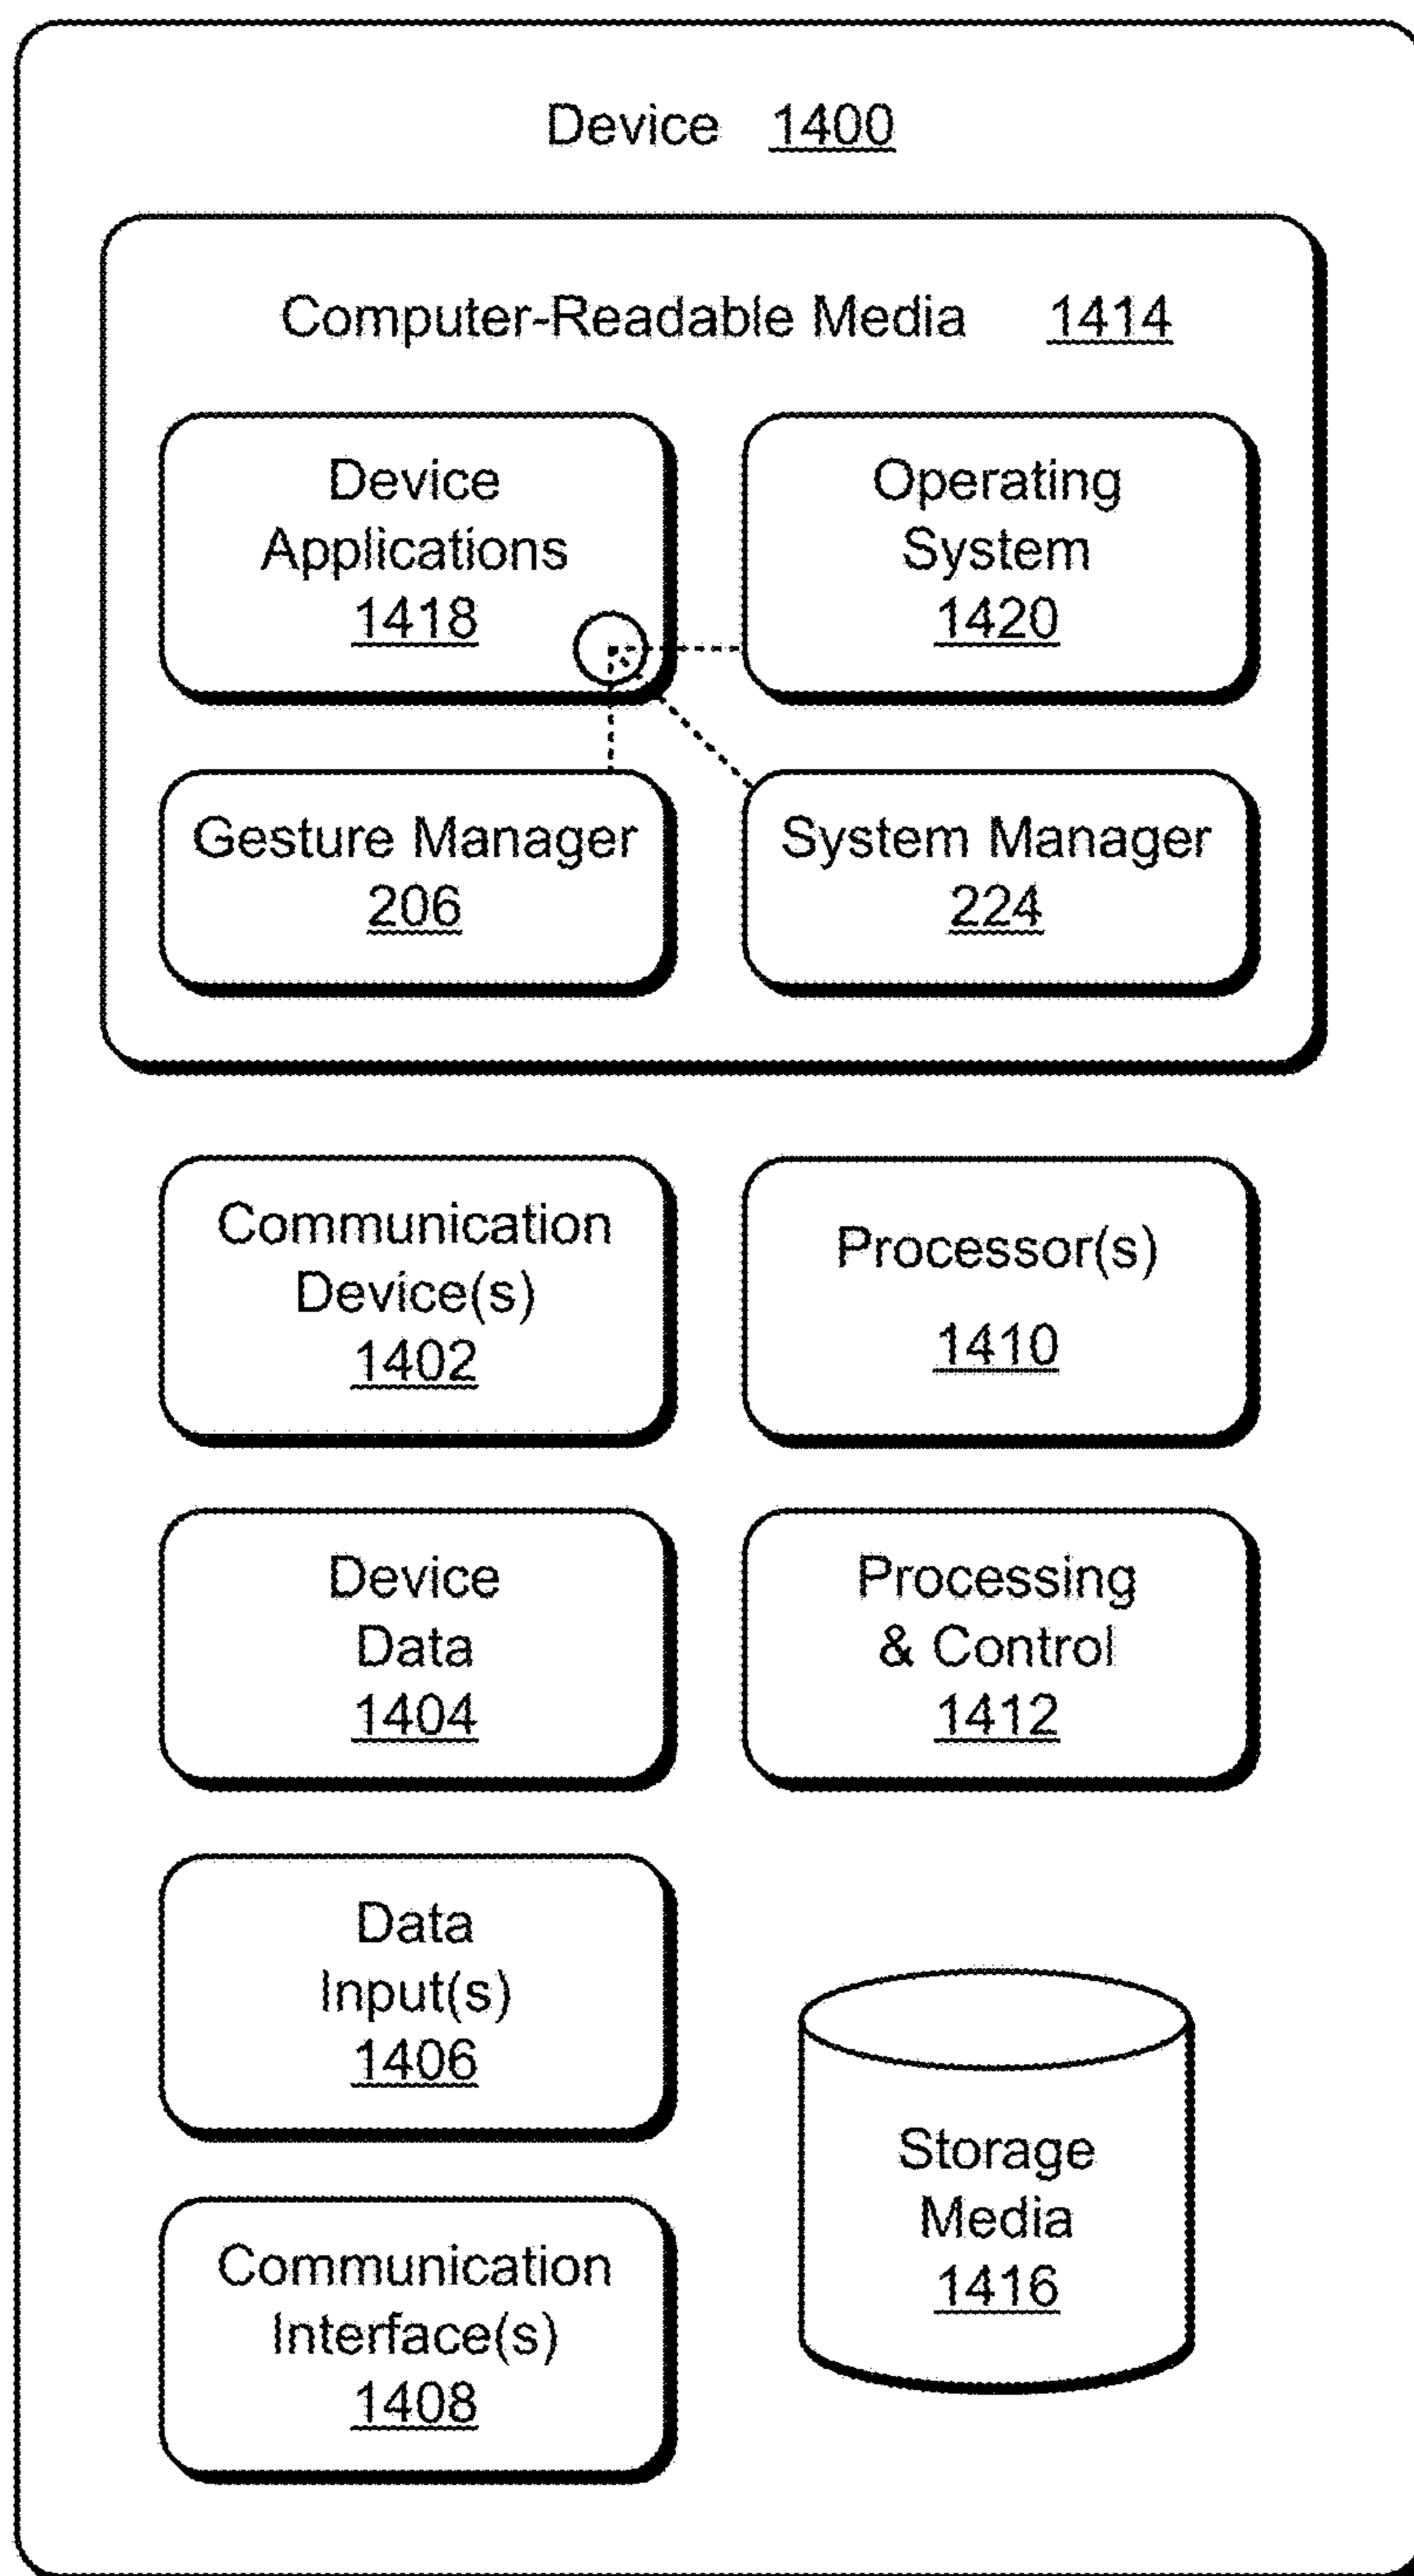 Device 1400
Computer-Readable Media 1414
Device
Applications
1418
Operating
System
1420
Gesture Manager
206
System Manager
224
Communication
Device(s)
1402
Processor(s)
1410
Device
Data
1404
Processing
& Control
1412
Data
Input(s)
1406
Storage
Media
1416
Communication
Interface(s)
1408